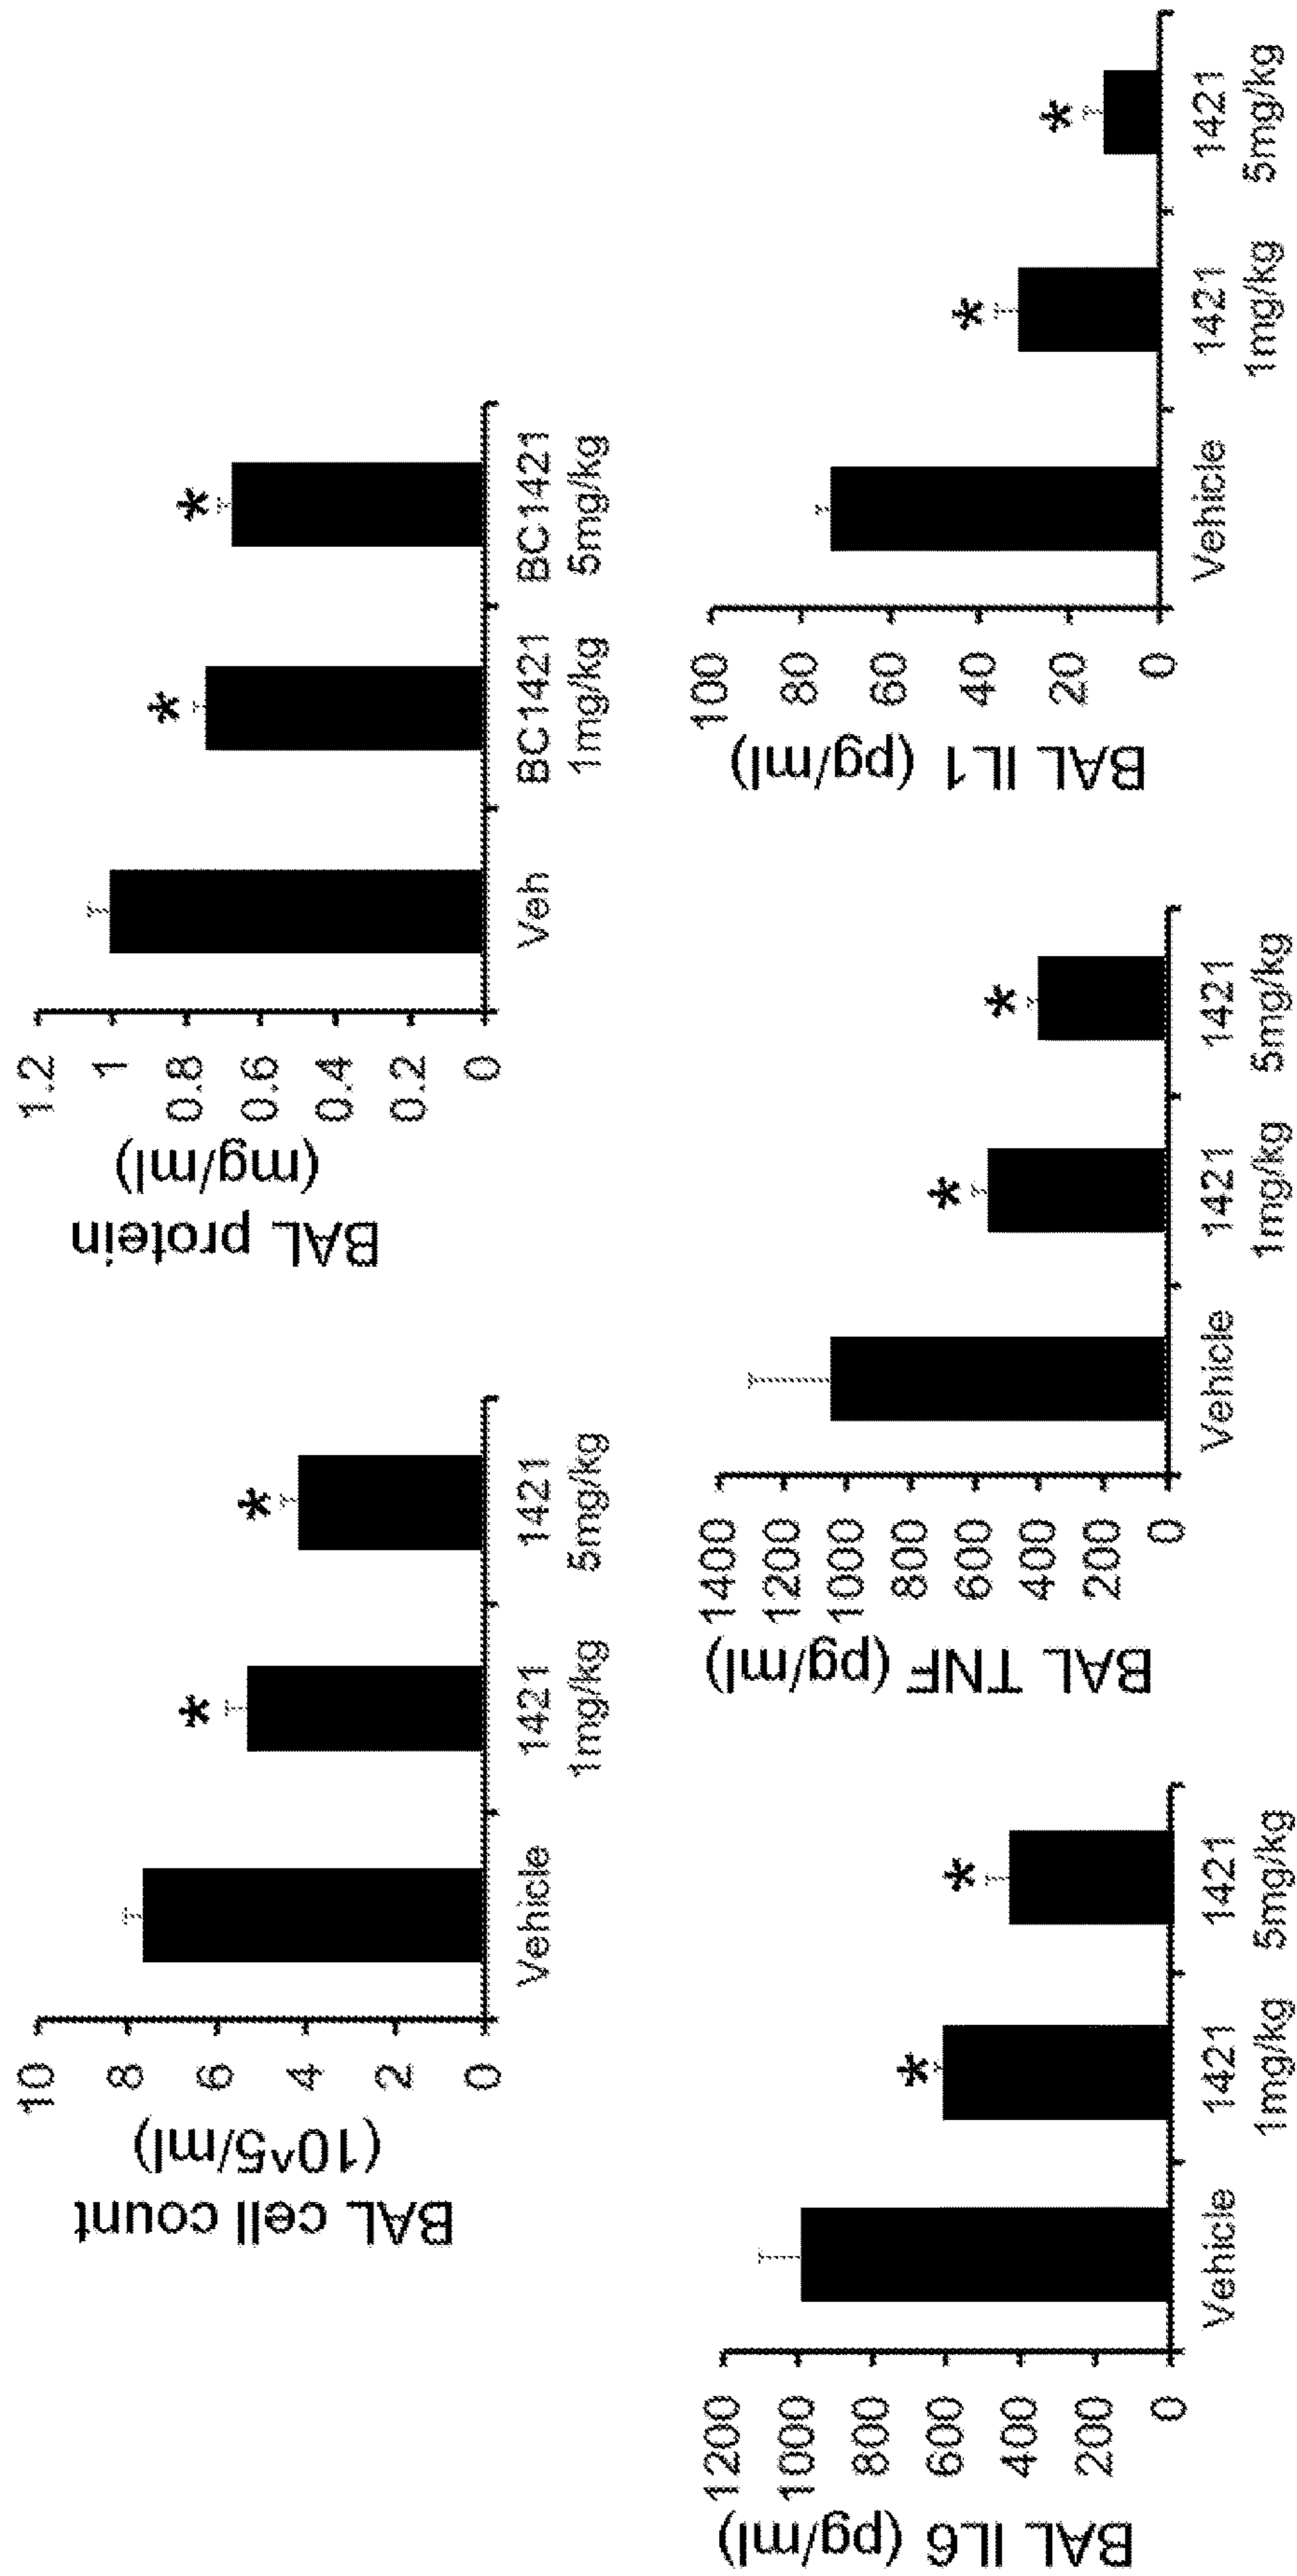 BAL cell count
(10^5/ml)
10
8
6
4
2
0
*
*
Vehicle
1421
1mg/kg
1421
5mg/kg
BAL protein
(mg/ml)
1.2
1
0.8
0.6
0.4
0.2
0
*
*
Veh
BC1421
1mg/kg
BC1421
5mg/kg
BAL IL6 (pg/ml)
1200
1000
800
600
400
200
0
*
*
Vehicle
1421
1mg/kg
1421
5mg/kg
BAL TNF (pg/ml)
1400
1200
1000
800
600
400
200
0
*
*
Vehicle
1421
1mg/kg
1421
5mg/kg
BAL IL1 (pg/ml)
100
80
60
40
20
0
*
*
Vehicle
1421
1mg/kg
1421
5mg/kg